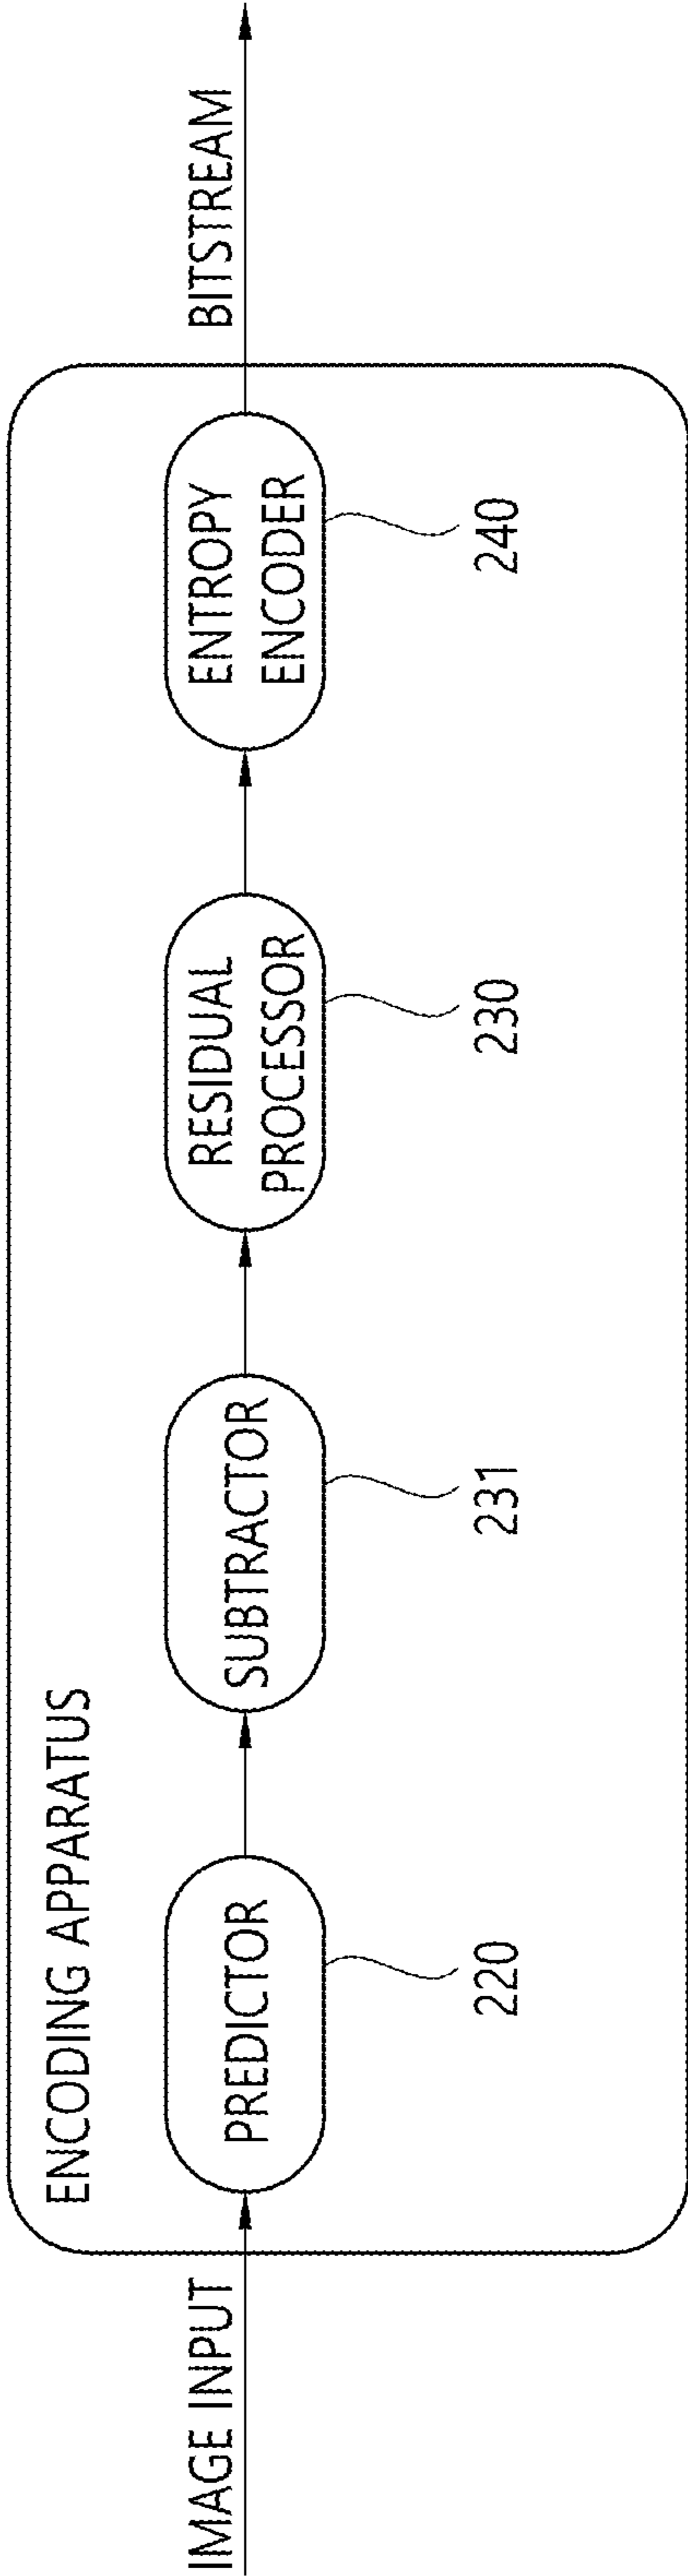 ENCODING APPARATUS
IMAGE INPUT
PREDICTOR
SUBTRACTOR
RESIDUAL
PROCESSOR
ENTROPY
ENCODER
BITSTREAM
220
231
230
240